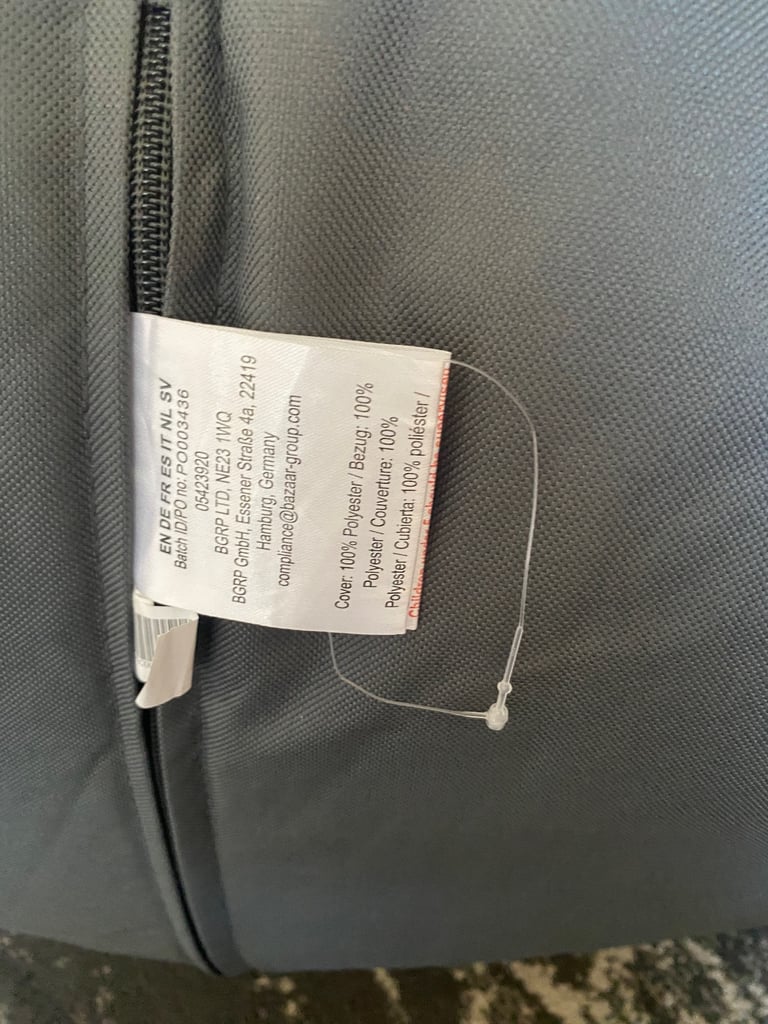 EN DE FR ES IT NL SV
Batch ID/PO no: PO003436
05423920
BGRP LTD, NE23 1WQ
BGRP GmbH, Essener Straße 4a, 22419
Hamburg, Germany
compliance@bazaar-group.com
Cover: 100% Polyester / Bezug: 100%
Polyester / Couverture: 100%
Polyester / Cubierta: 100% poliéster /